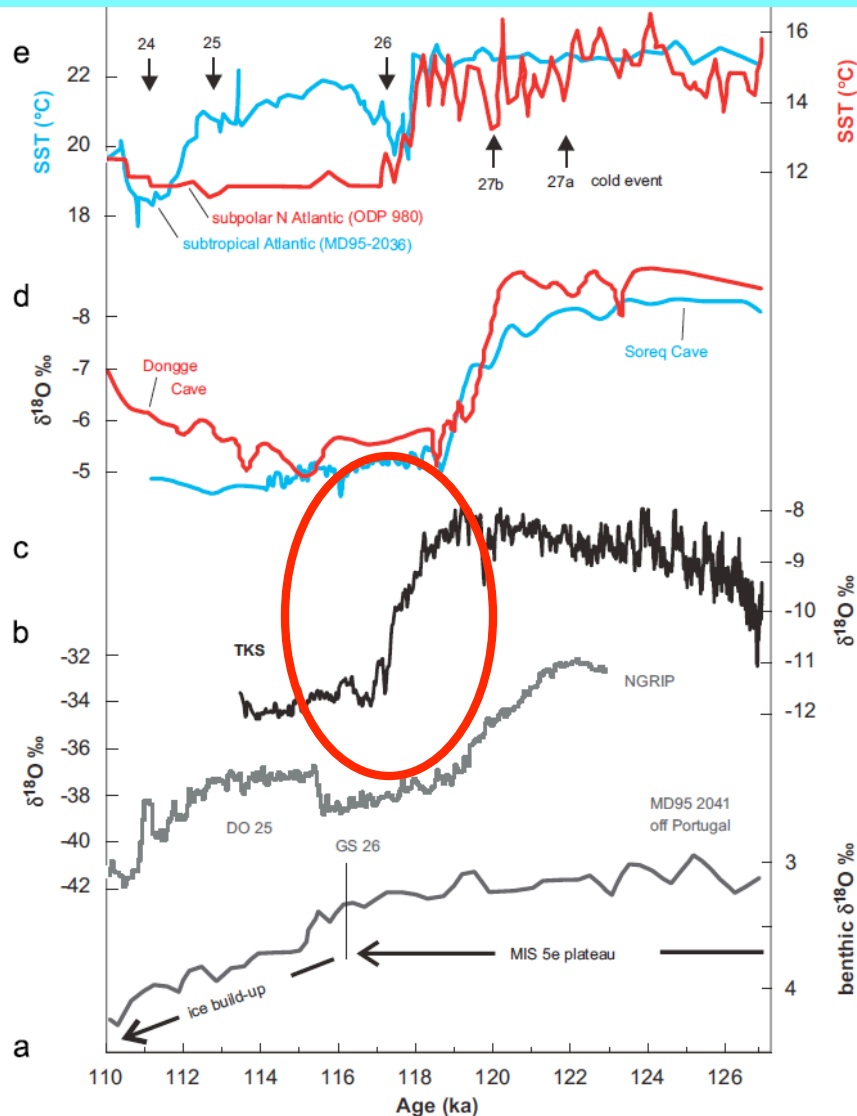 e
24
25
26
16
14
12
SST (°C)
22
20
18
SST (°C)
27b
27a
cold event
subpolar N Atlantic (ODP 980)
subtropical Atlantic (MD95-2036)
d
-8
-7
-6
-5
δ¹⁸O ‰
Dongge
Cave
Soreq Cave
c
-8
-9
-10
-11
-12
δ¹⁸O ‰
TKS
b
-32
-34
-36
-38
-40
-42
δ¹⁸O ‰
NGRIP
DO 25
GS 26
MD95 2041
off Portugal
3
4
benthic δ¹⁸O ‰
MIS 5e plateau
ice build-up
a
110 112 114 116 118 120 122 124 126
Age (ka)